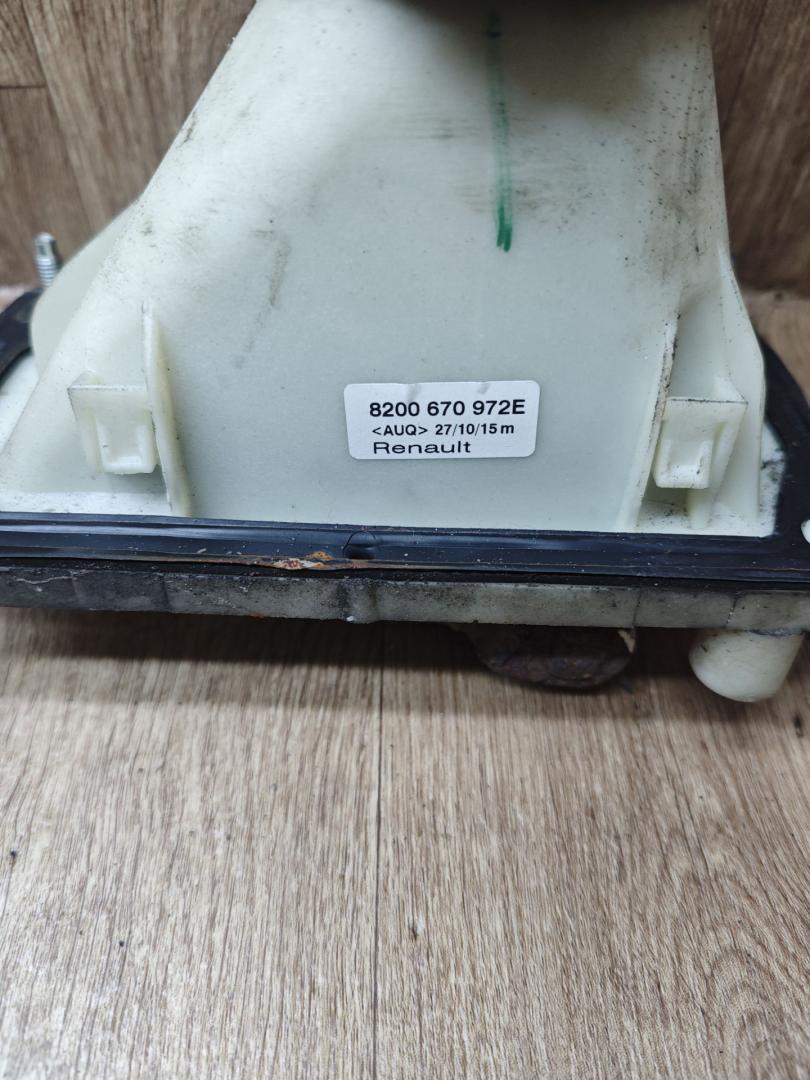 8200 670 972E
<AUQ> 27/10/15 m
Renault